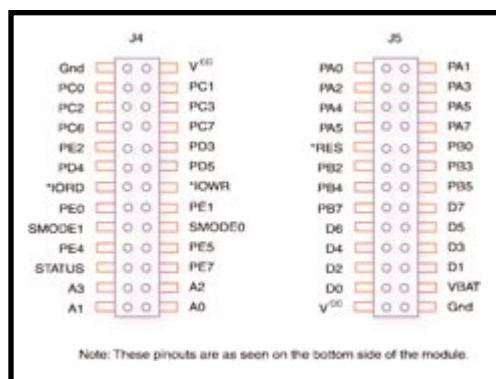 J4
Gnd VCC
PC0 PC1
PC2 PC3
PC6 PC7
PE2 PD3
PD4 PD5
*IORD *IOWR
PE0 PE1
SMODE1 SMODE0
PE4 PE5
STATUS PE7
A3 A2
A1 A0
J5
PA0 PA1
PA2 PA3
PA4 PA5
PA7
*RES PB0
PB2 PB3
PB4 PB5
PB7 D7
D6 D5
D4 D3
D2 D1
D0 VBAT
VCC Gnd
Note: These pinouts are as seen on the bottom side of the module.